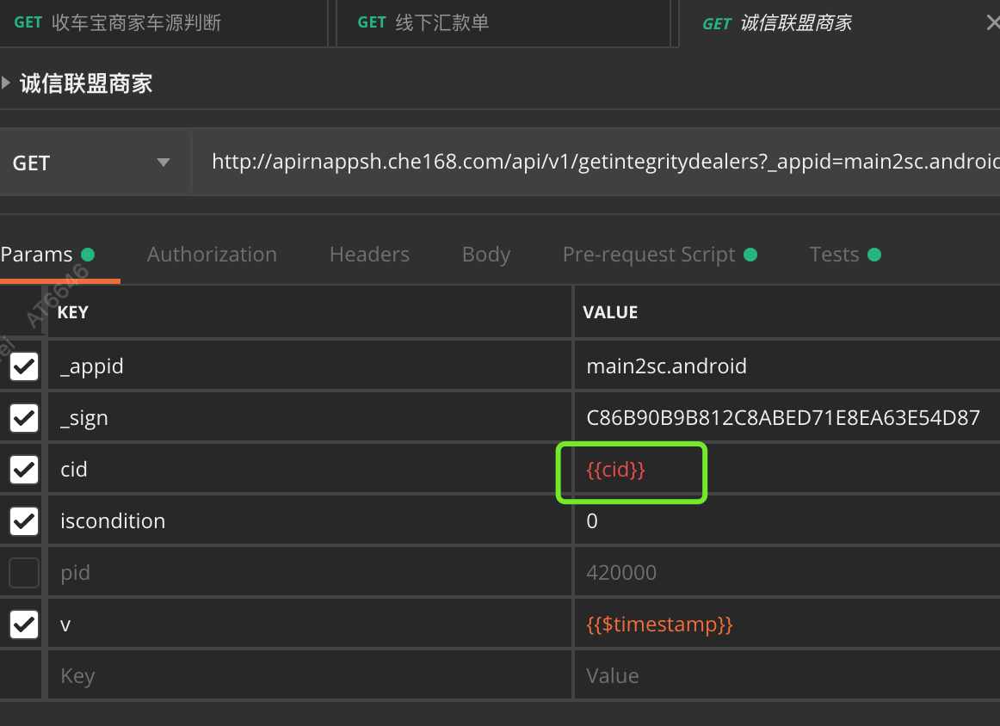 GET 收车宝商家车源判断 GET 线下汇款单 GET 诚信联盟商家
诚信联盟商家
GET http://apirnappsh.che168.com/api/v1/getintegritydealers?_appid=main2sc.android
Params Authorization Headers Body Pre-request Script Tests
AT6646
KEY VALUE
_appid main2sc.android
_sign C86B90B9B812C8ABED71E8EA63E54D87
cid {{cid}}
iscondition 0
pid 420000
v {{$timestamp}}
Key Value